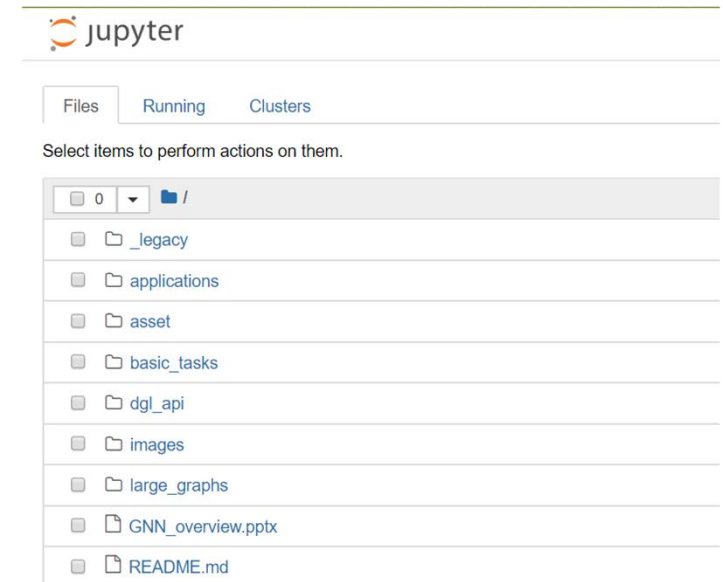 jupyter
Files Running Clusters
Select items to perform actions on them.
0 /
_legacy
applications
asset
basic_tasks
dgl_api
images
large_graphs
GNN_overview.pptx
README.md